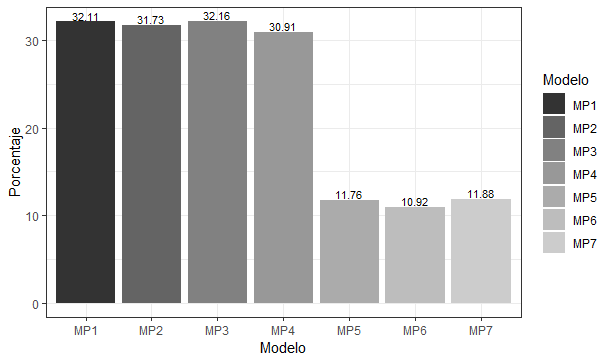 32.11
31.73
32.16
30.91
11.76
10.92
11.88
30
20
10
0
Porcentaje
MP1 MP2 MP3 MP4 MP5 MP6 MP7
Modelo
Modelo
MP1
MP2
MP3
MP4
MP5
MP6
MP7